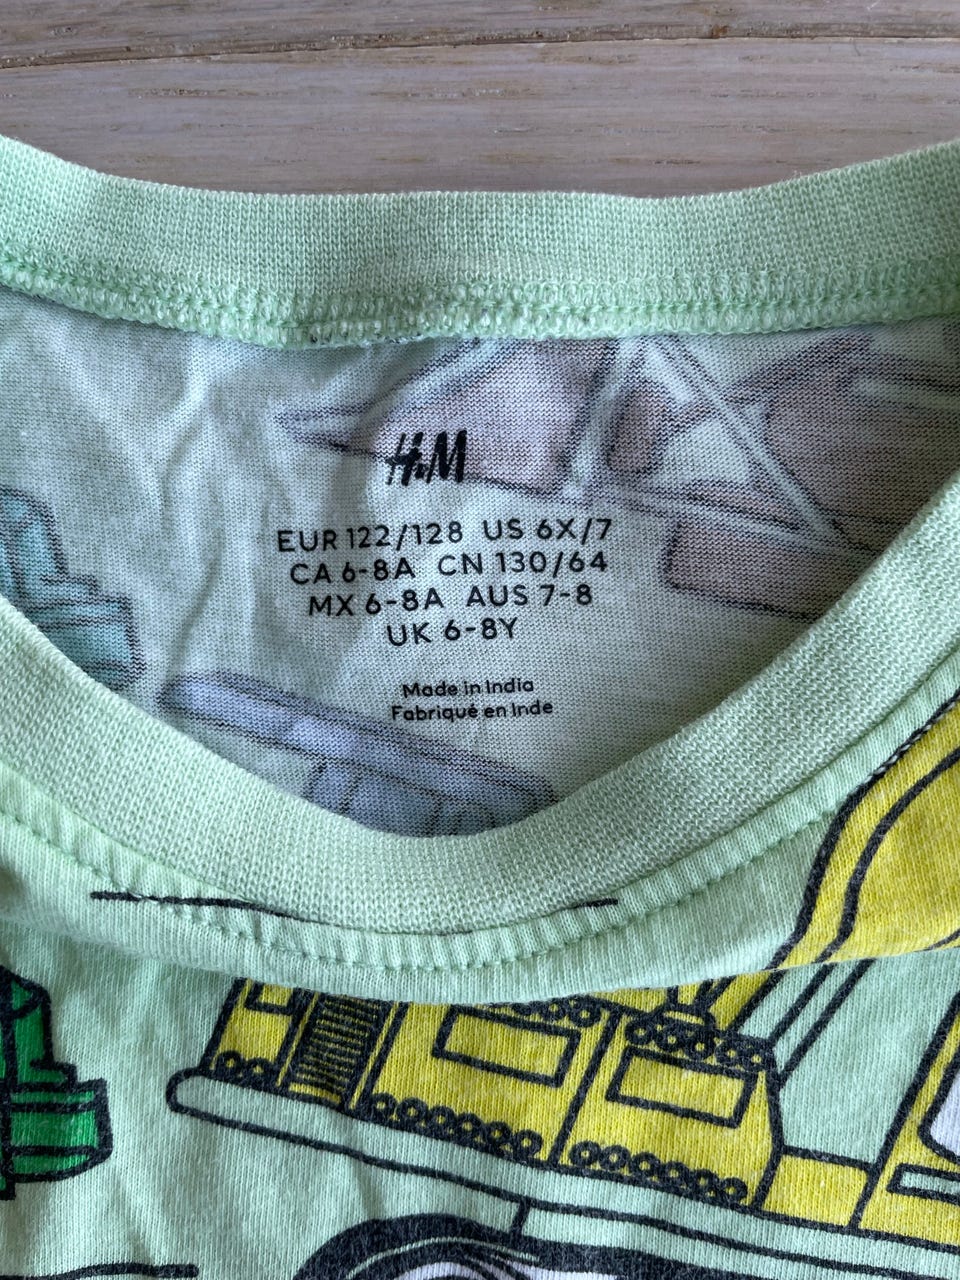 H&M
EUR 122/128 US 6X/7
CA 6-8A CN 130/64
MX 6-8A AUS 7-8
UK 6-8Y
Made in India
Fabriqué en Inde